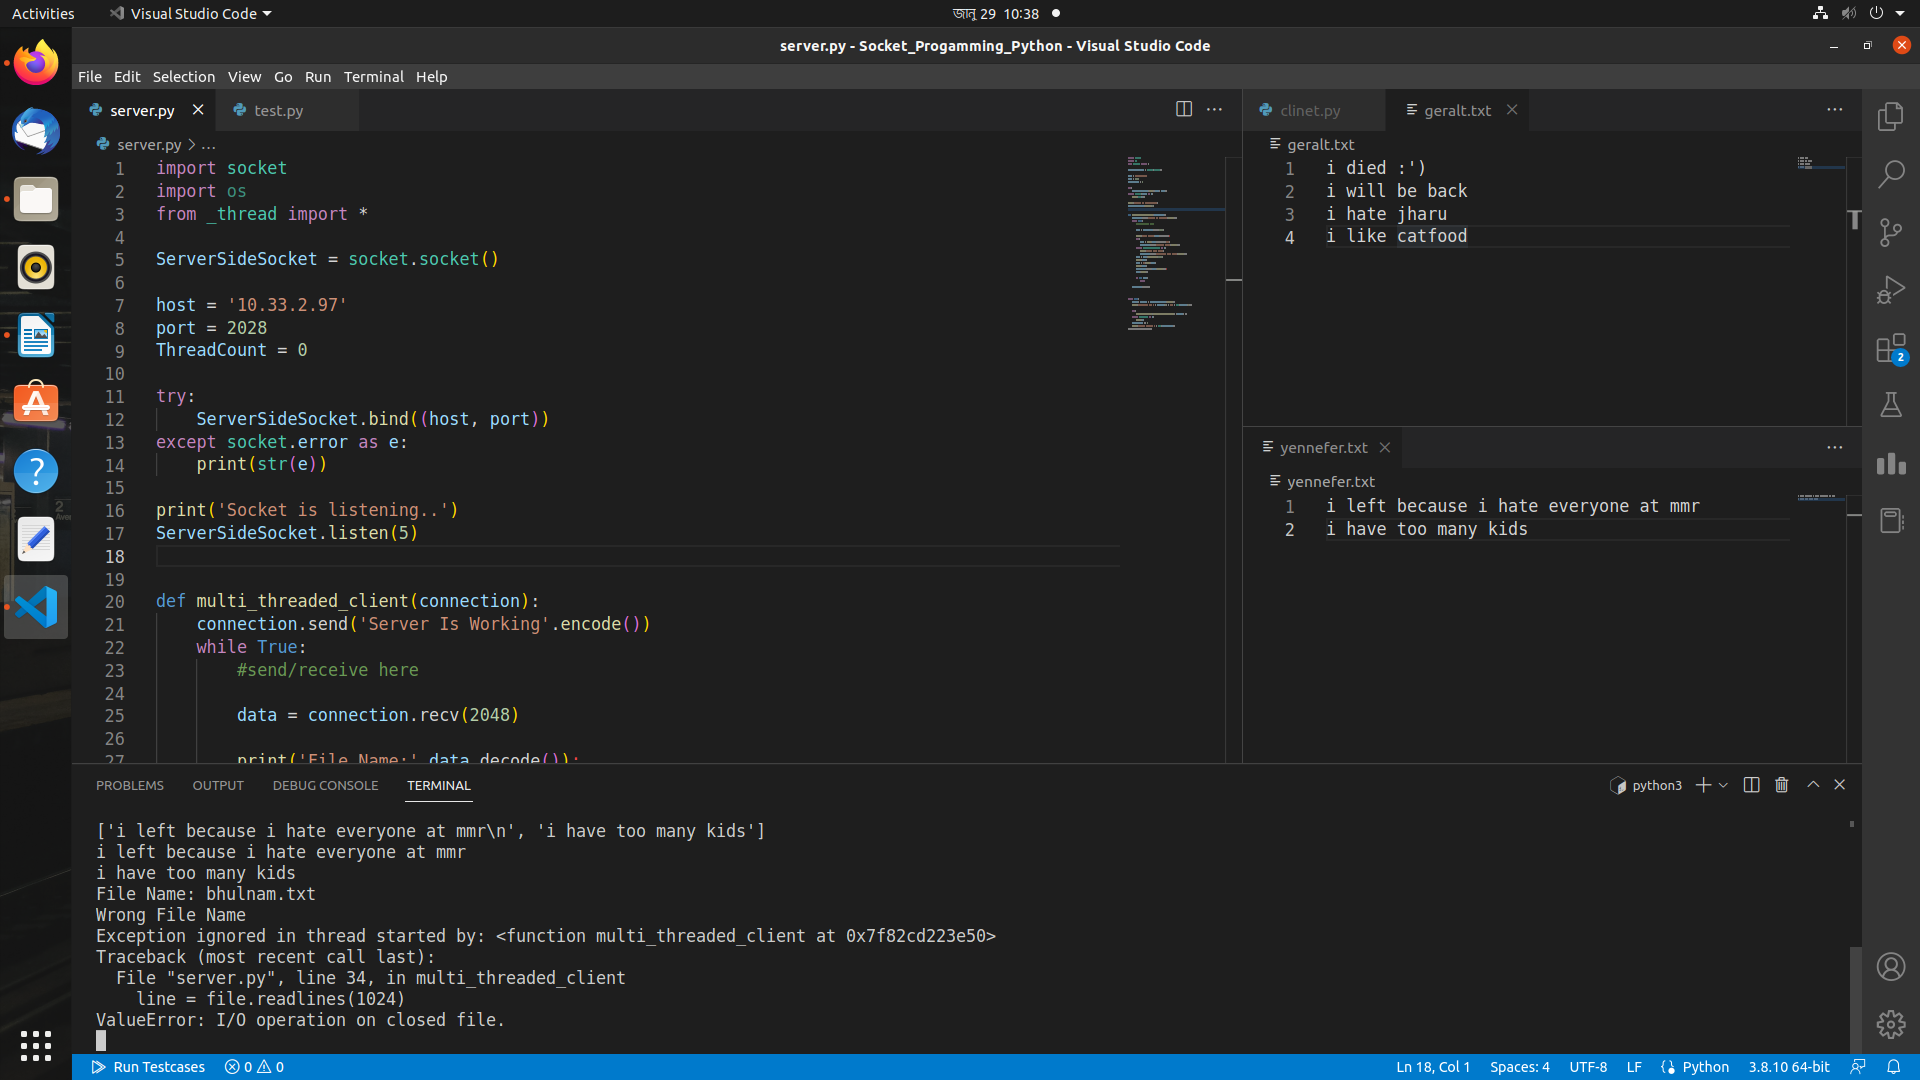 Activities
Visual Studio Code
জানু 29 10:38
server.py - Socket_Progamming_Python - Visual Studio Code
File Edit Selection View Go Run Terminal Help
server.py
test.py
server.py > ...
1 import socket
2 import os
3 from _thread import *
4
5 ServerSideSocket = socket.socket()
6
7 host = '10.33.2.97'
8 port = 2028
9 ThreadCount = 0
10
11 try:
12 ServerSideSocket.bind((host, port))
13 except socket.error as e:
14 print(str(e))
15
16 print('Socket is listening..')
17 ServerSideSocket.listen(5)
18
19
20 def multi_threaded_client(connection):
21 connection.send('Server Is Working'.encode())
22 while True:
23 #send/receive here
24
25 data = connection.recv(2048)
26
27 print('File Name:',data.decode());
clinet.py
geralt.txt
geralt.txt
1 i died :')
2 i will be back
3 i hate jharu
4 i like catfood
yennefer.txt
yennefer.txt
1 i left because i hate everyone at mmr
2 i have too many kids
2
PROBLEMS OUTPUT DEBUG CONSOLE TERMINAL
python3
['i left because i hate everyone at mmr\n', 'i have too many kids']
i left because i hate everyone at mmr
i have too many kids
File Name: bhulnam.txt
Wrong File Name
Exception ignored in thread started by: <function multi_threaded_client at 0x7f82cd223e50>
Traceback (most recent call last):
File "server.py", line 34, in multi_threaded_client
line = file.readlines(1024)
ValueError: I/O operation on closed file.
Run Testcases
0 0
Ln 18, Col 1 Spaces: 4 UTF-8 LF Python 3.8.10 64-bit